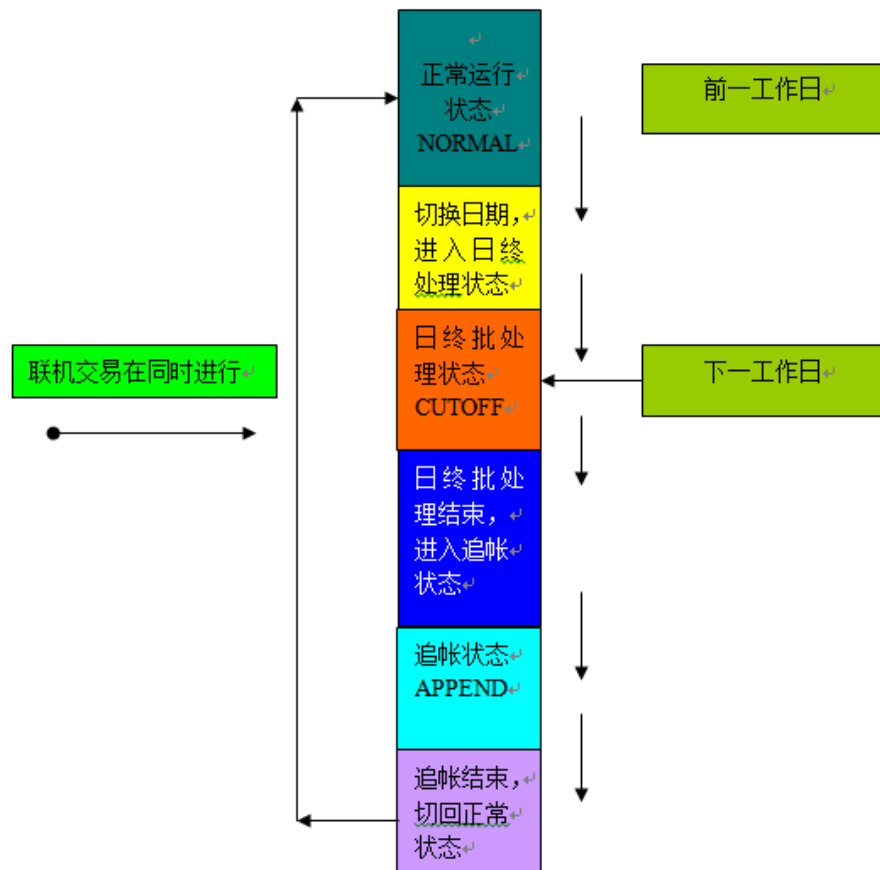 正常运行
状态
NORMAL
前一工作日
切换日期，
进入日终
处理状态
联机交易在同时进行
日终批处
理状态
CUTOFF
下一工作日
日终批处
理结束，
进入追帐
状态
追帐状态
APPEND
追帐结束，
切回正常
状态